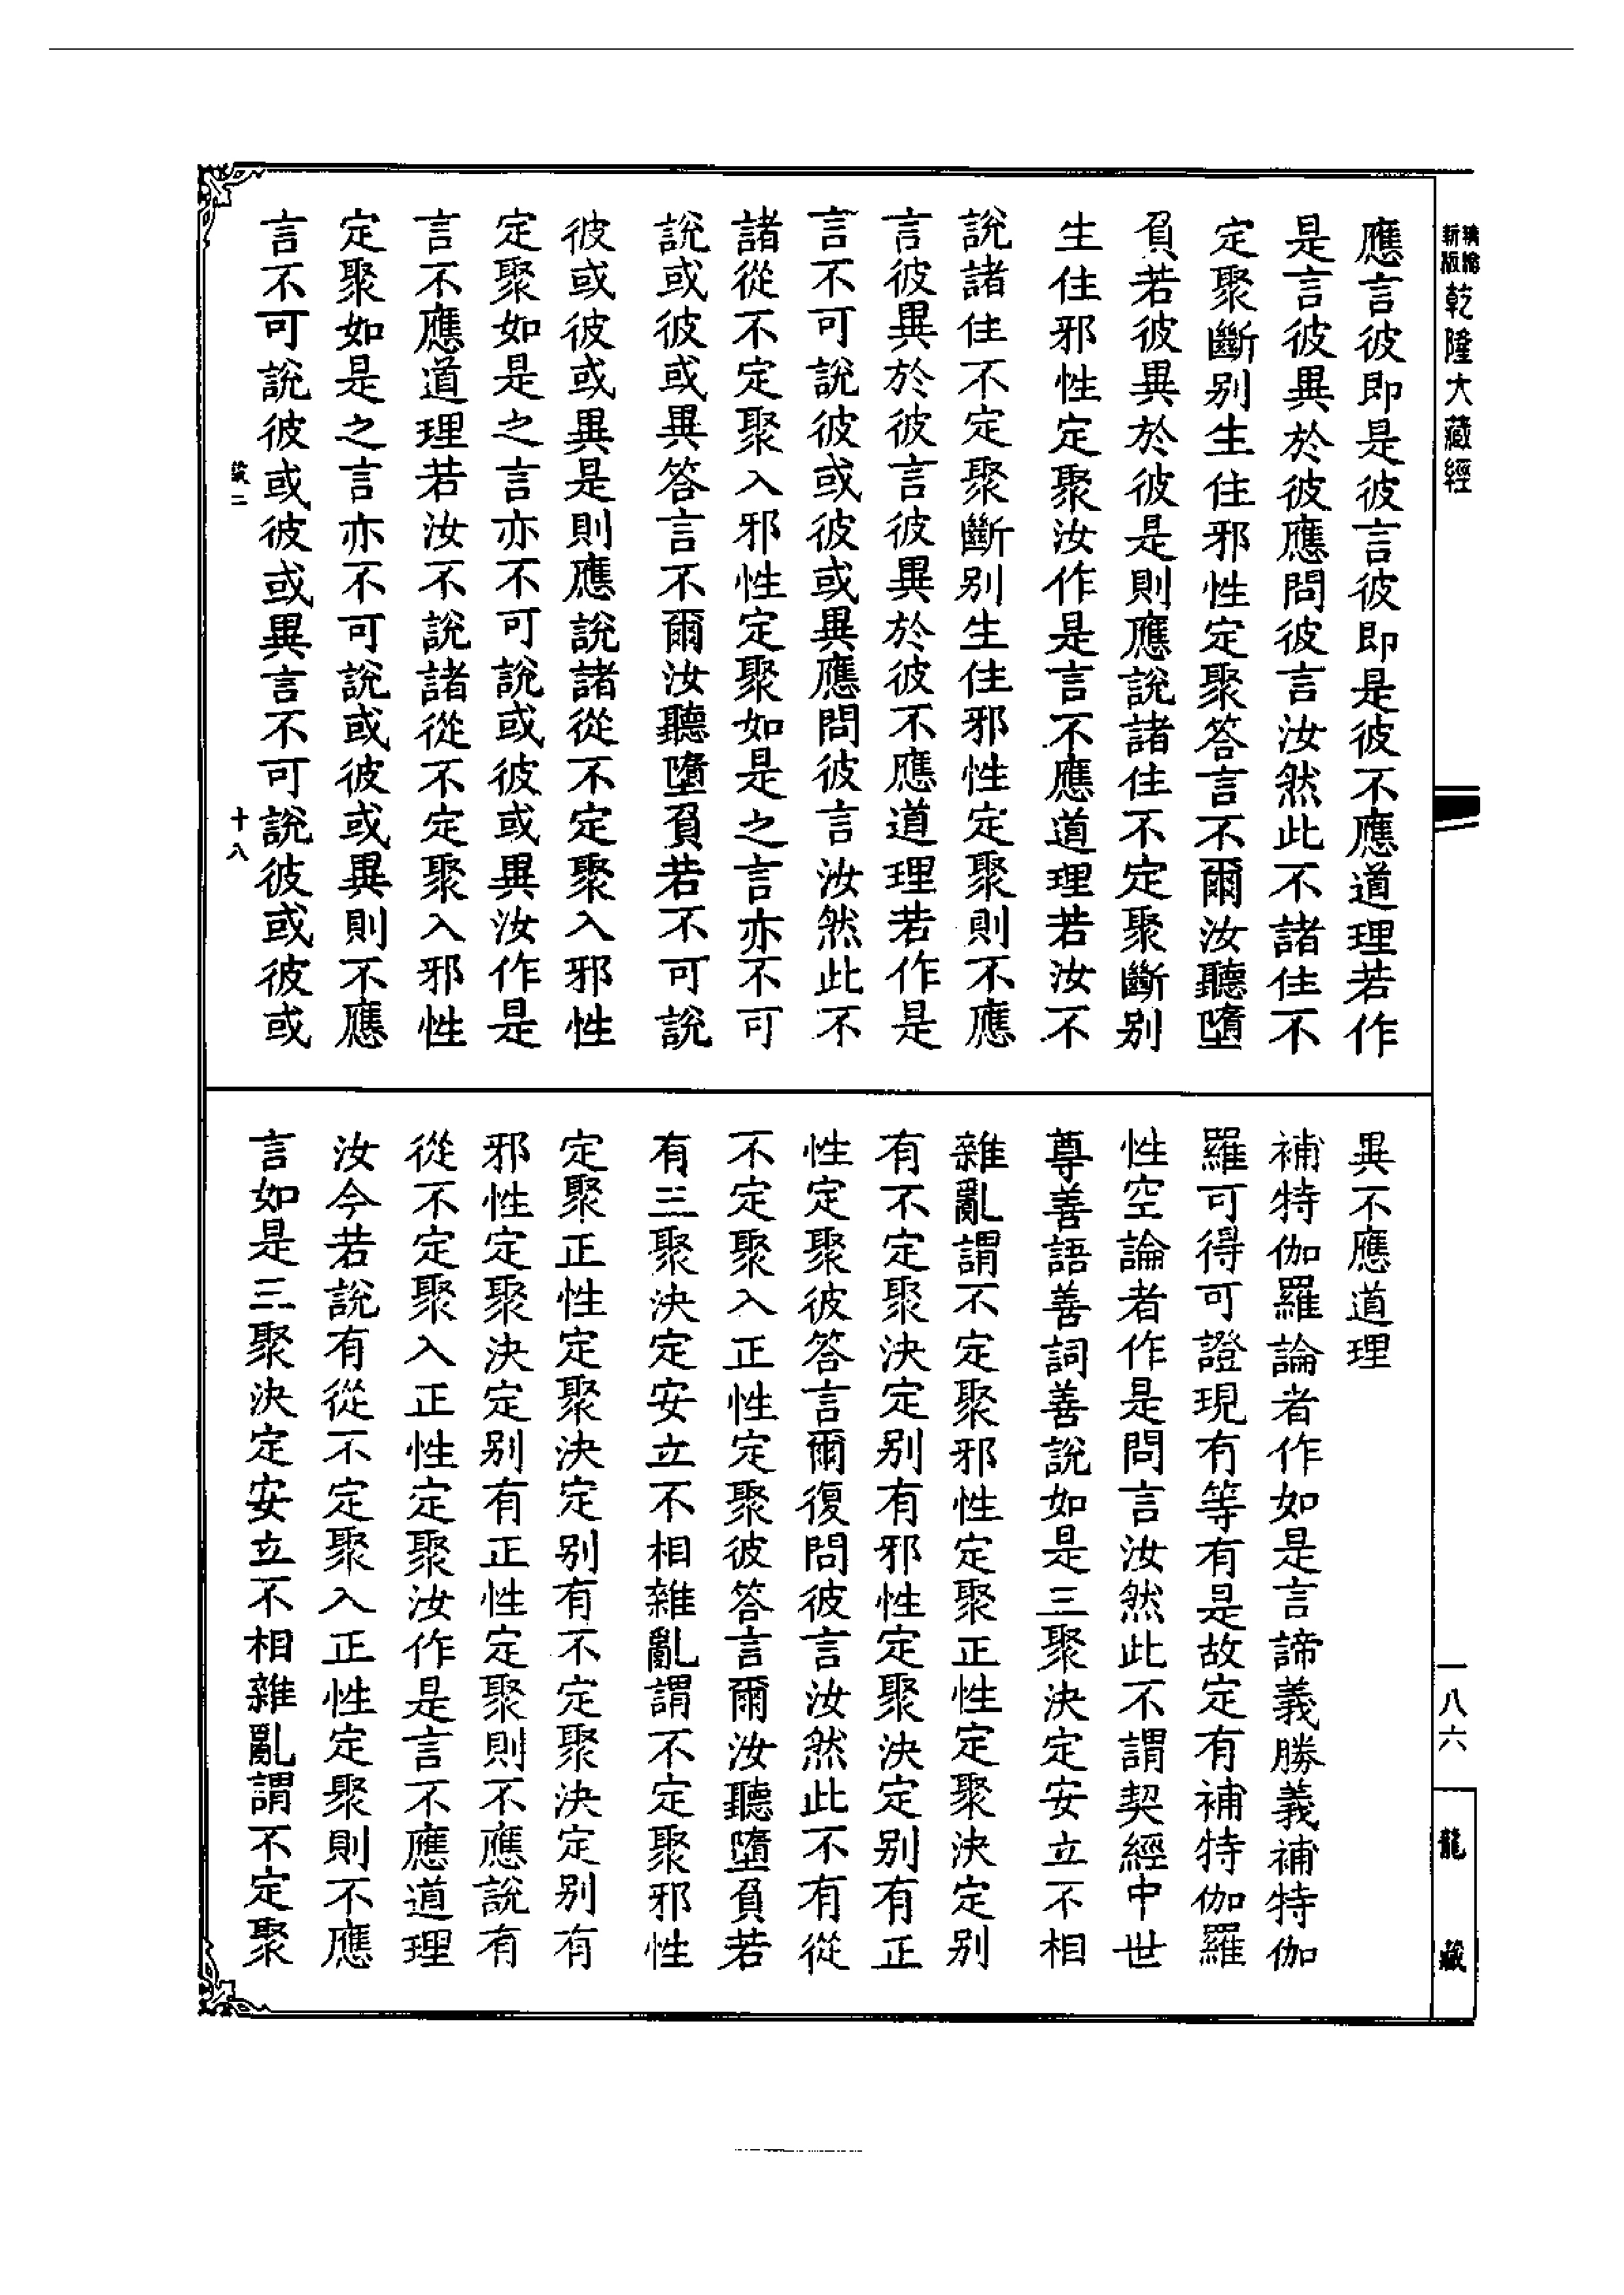 新版
乾隆大藏經
一八六
龍藏
應言彼即是彼言彼即是彼不應道理若作
是言彼異於彼應問彼言汝然此不諸住不
定聚斷別生住邪性定聚答言不爾汝聽墮
負若彼異於彼是則應說諸住不定聚斷別
生住邪性定聚汝作是言不應道理若汝不
說諸住不定聚斷別生住邪性定聚則不應
言彼異於彼言彼異於彼不應道理若作是
言不可說彼或彼或異應問彼言汝然此不
諸從不定聚入邪性定聚如是之言亦不可
說或彼或異答言不爾汝聽墮負若不可說
彼或彼或異是則應說諸從不定聚入邪性
定聚如是之言亦不可說或彼或異汝作是
言不應道理若汝不說諸從不定聚入邪性
定聚如是之言亦不可說或彼或異則不應
言不可說彼或彼或異言不可說彼或彼或
十八
異不應道理
補特伽羅論者作如是言諦義勝義補特伽
羅可得可證現有等有是故定有補特伽羅
性空論者作是問言汝然此不謂契經中世
尊善語善詞善說如是三聚決定安立不相
雜亂謂不定聚邪性定聚正性定聚決定別
有不定聚決定別有邪性定聚決定別有正
性定聚彼答言爾復問彼言汝然此不有從
不定聚入正性定聚彼答言爾汝聽墮負若
有三聚決定安立不相雜亂謂不定聚邪性
定聚正性定聚決定別有不定聚決定別有
邪性定聚決定別有正性定聚則不應說有
從不定聚入正性定聚汝作是言不應道理
汝今若說有從不定聚入正性定聚則不應
言如是三聚決定安立不相雜亂謂不定聚